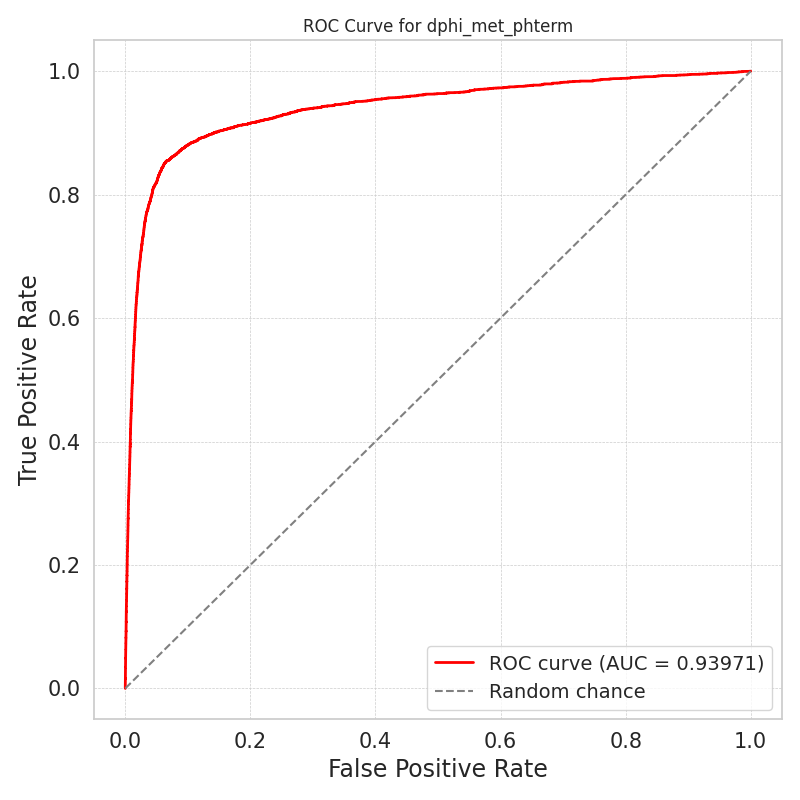 ROC Curve for dphi_met_phterm
True Positive Rate
1.0
0.8
0.6
0.4
0.2
0.0
ROC curve (AUC = 0.93971)
Random chance
0.0 0.2 0.4 0.6 0.8 1.0
False Positive Rate